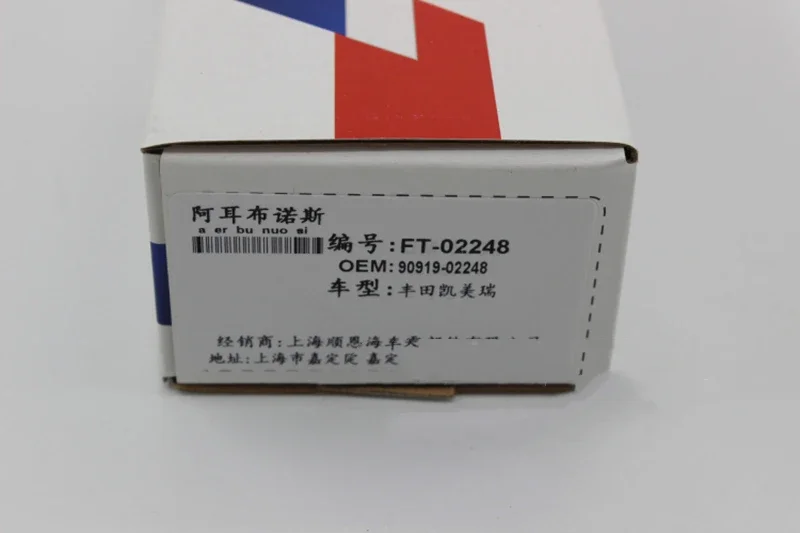 阿耳布诺斯
a er bu nuo si
编号:FT-02248
OEM:90919-02248
车型:丰田凯美瑞
经销商:上海顺恩海
地址:上海市嘉定 嘉定